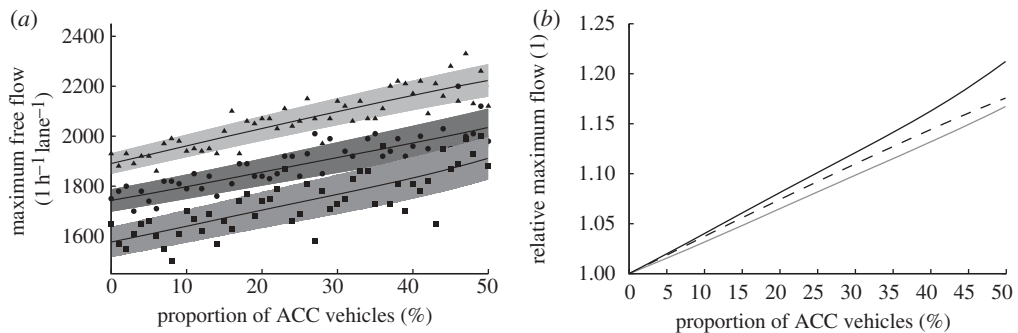 (a)
2400
2200
2000
1800
1600
maximum free flow
(1 h⁻¹ lane⁻¹)
0 10 20 30 40 50
proportion of ACC vehicles (%)
(b)
1.25
1.20
1.15
1.10
1.05
1.00
relative maximum flow (1)
0 5 10 15 20 25 30 35 40 45 50
proportion of ACC vehicles (%)